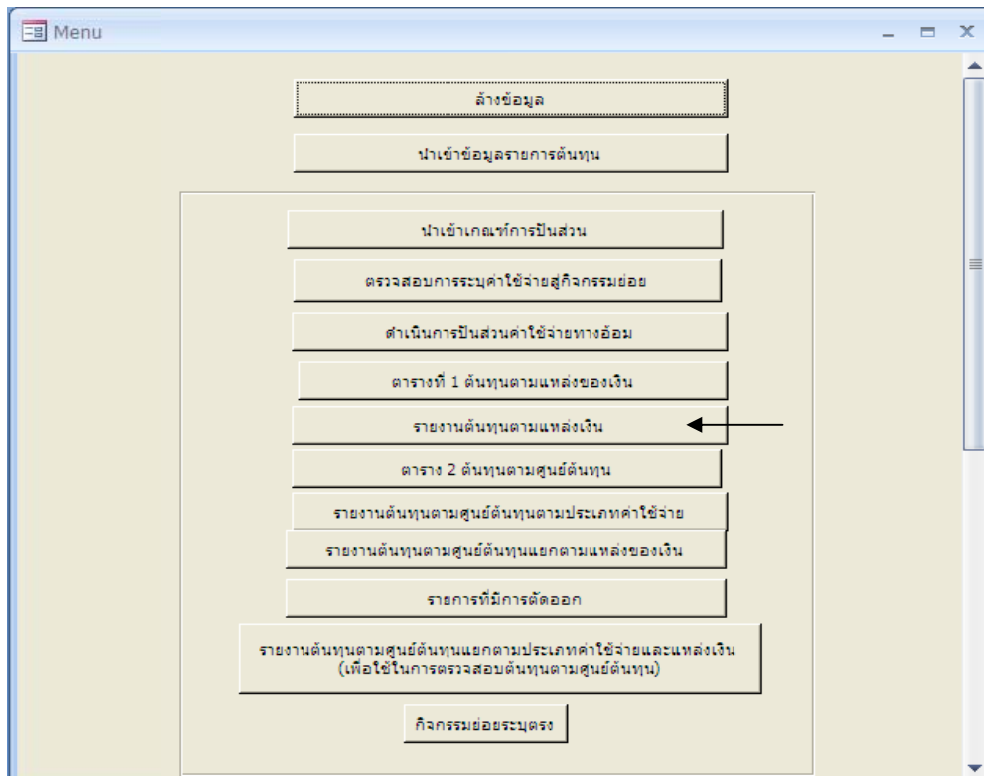 Menu
ล้างข้อมูล
นำเข้าข้อมูลรายการต้นทุน
นำเข้าเกณฑ์การปันส่วน
ตรวจสอบการระบุค่าใช้จ่ายสู่กิจกรรมย่อย
ดำเนินการปันส่วนค่าใช้จ่ายทางอ้อม
ตารางที่ 1 ต้นทุนตามแหล่งของเงิน
รายงานต้นทุนตามแหล่งเงิน
ตาราง 2 ต้นทุนตามศูนย์ต้นทุน
รายงานต้นทุนตามศูนย์ต้นทุนตามประเภทค่าใช้จ่าย
รายงานต้นทุนตามศูนย์ต้นทุนแยกตามแหล่งของเงิน
รายการที่มีการตัดออก
รายงานต้นทุนตามศูนย์ต้นทุนแยกตามประเภทค่าใช้จ่ายและแหล่งเงิน
(เพื่อใช้ในการตรวจสอบต้นทุนตามศูนย์ต้นทุน)
กิจกรรมย่อยระบุตรง